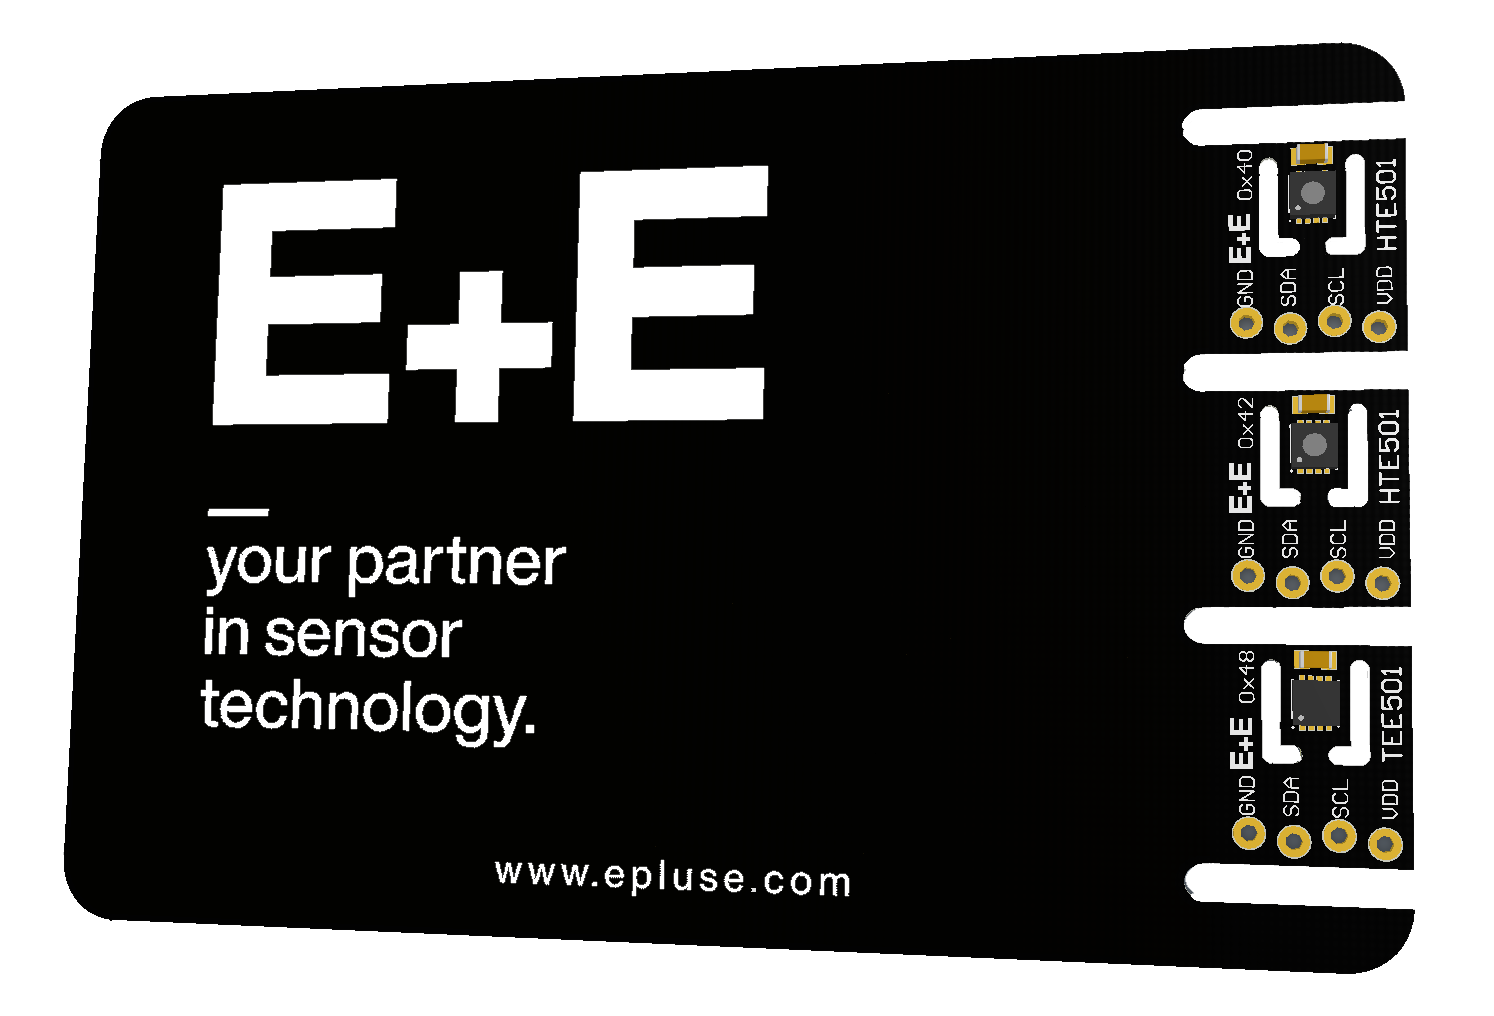 E+E
your partner
in sensor
technology.
www.epluse.com
E+E 0x40
HTE501
GND
SDA
SCL
VDD
E+E 0x42
HTE501
GND
SDA
SCL
VDD
E+E 0x48
TEE501
GND
SDA
SCL
VDD